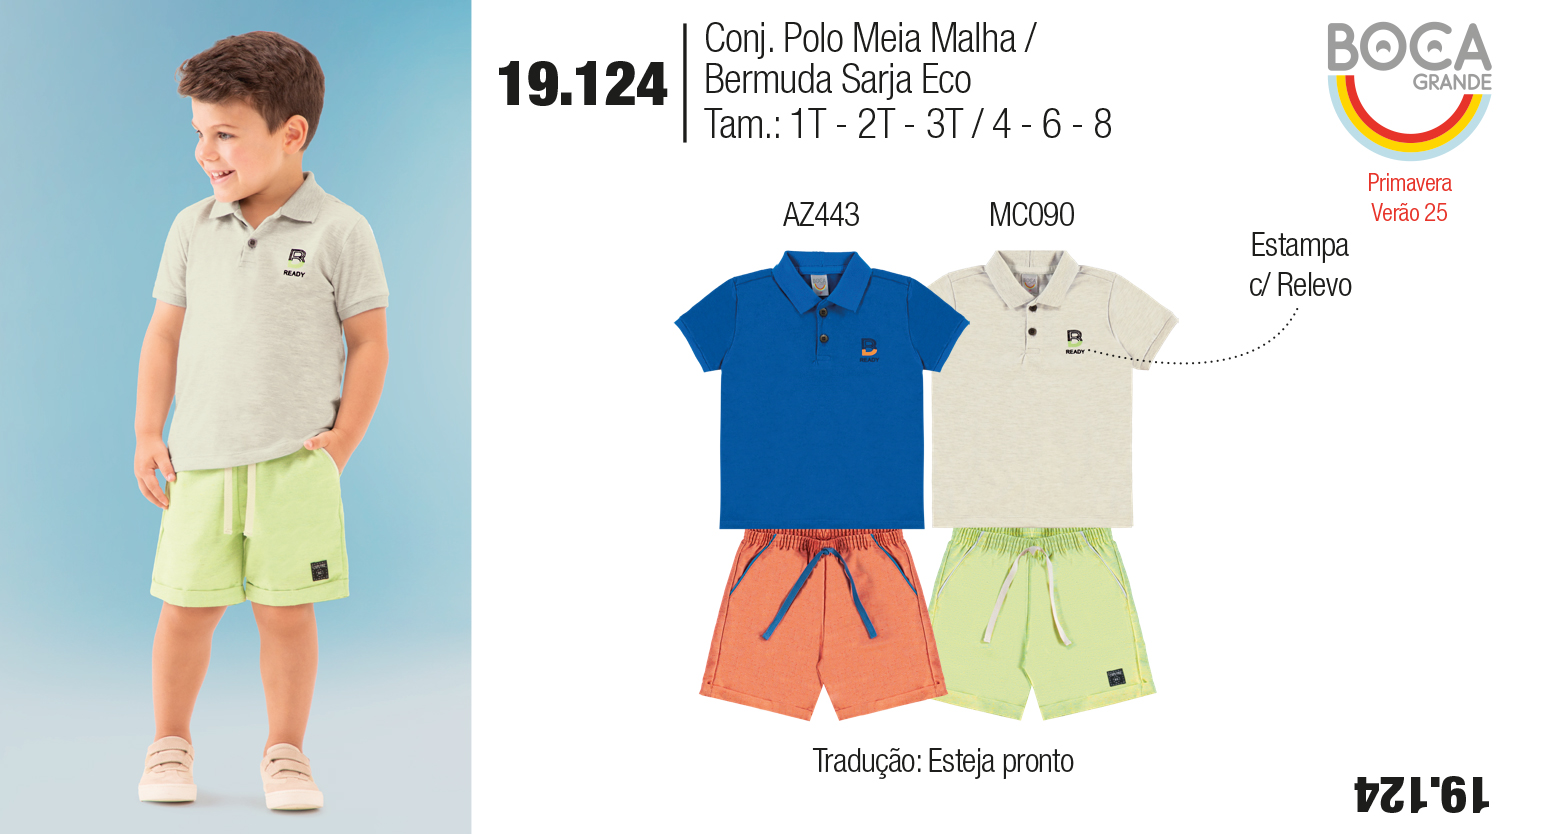 19.124
Conj. Polo Meia Malha /
Bermuda Sarja Eco
Tam.: 1T - 2T - 3T / 4 - 6 - 8
BOCA
GRANDE
Primavera
Verão 25
AZ443
MC090
Estampa
c/ Relevo
READY
READY
READY
Tradução: Esteja pronto
19.124